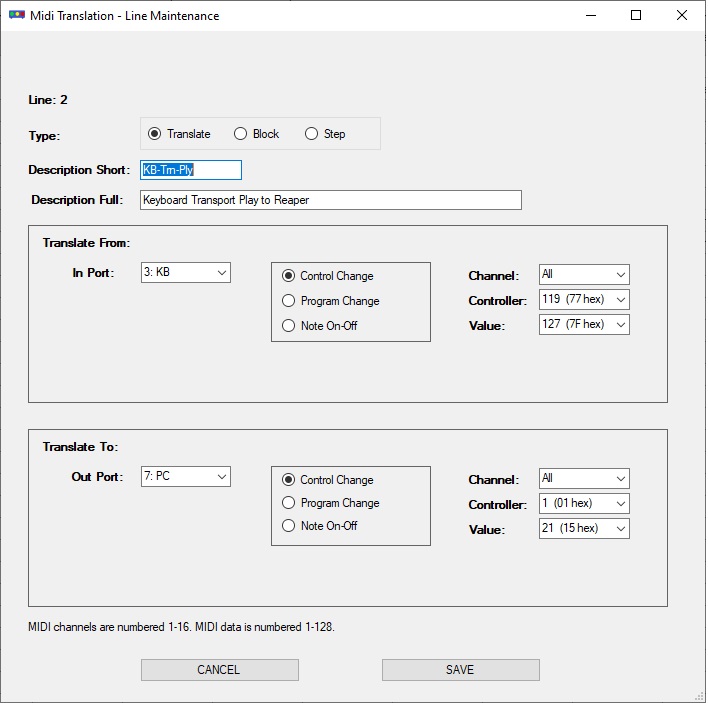 Midi Translation - Line Maintenance
Line: 2
Type: Translate Block Step
Description Short: KB-Trn-Ply
Description Full: Keyboard Transport Play to Reaper
Translate From:
In Port: 3: KB Control Change Channel: All
Program Change Controller: 119 (77 hex)
Note On-Off Value: 127 (7F hex)
Translate To:
Out Port: 7: PC Control Change Channel: All
Program Change Controller: 1 (01 hex)
Note On-Off Value: 21 (15 hex)
MIDI channels are numbered 1-16. MIDI data is numbered 1-128.
CANCEL SAVE